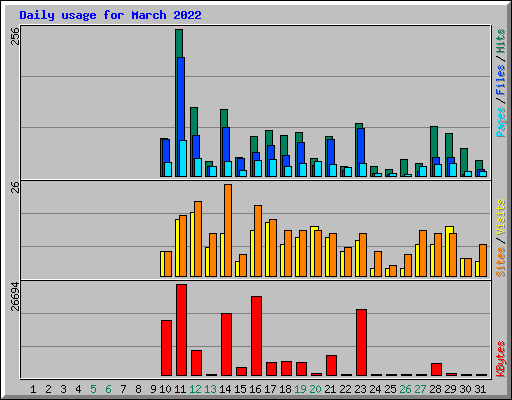 Daily usage for March 2022
256
Pages / Files / Hits
26
Sites / Visits
26694
KBytes
1 2 3 4 5 6 7 8 9 10 11 12 13 14 15 16 17 18 19 20 21 22 23 24 25 26 27 28 29 30 31